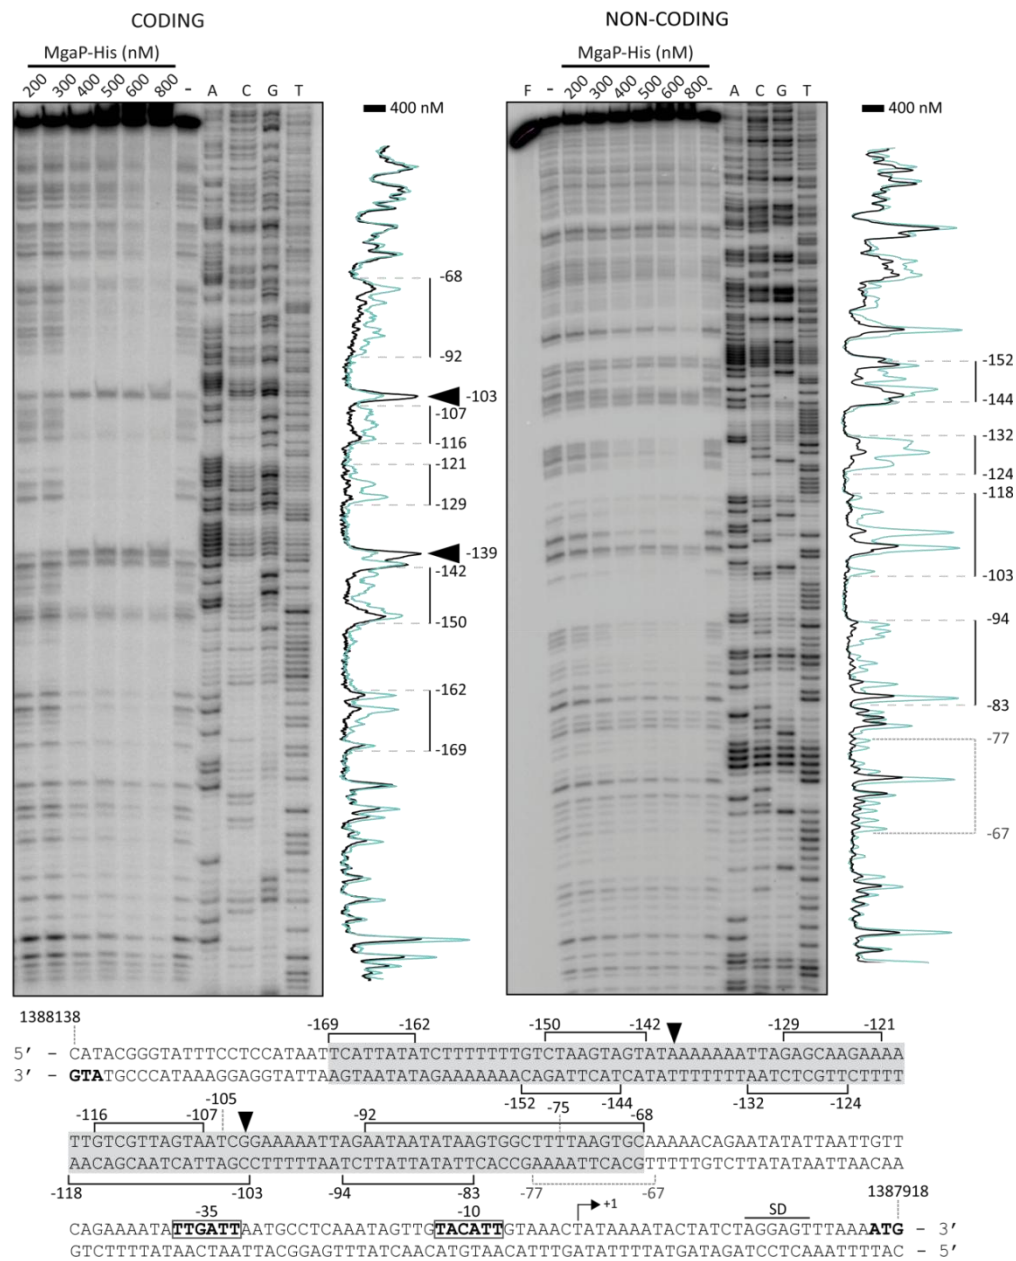 CODING
NON-CODING
MgaP-His (nM)
MgaP-His (nM)
200 300 400 500 600 800 - A C G T
400 nM
F - 200 300 400 500 600 800 - A C G T
400 nM
-68
-92
-103
-107
-116
-121
-129
-139
-142
-150
-162
-169
-152
-144
-132
-124
-118
-103
-94
-83
-77
-67
1388138
-169 -162 -150 -142 -129 -121
5' - CATACGGGTATTTCCTCCATAATTCATTATATCTTTTTTTGTCTAAGTAGTATAAAAAAATTAGAGCAAGAAAA
3' - GTATGCCCATAAAGGAGGTATTAAGTAATATAGAAAAAAACAGATTCATCATATTTTTTTAATCTCGTTCTTTT
-152 -144 -132 -124
-116 -107 -105 -92 -75 -68
TTGTCGTTAGTAATCGGAAAAATTAGAATAATATAAGTGGCTTTTAAGTGCAAAAACAGAATATATTAATTGTT
AACAGCAATCATTAGCCTTTTTAATCTTATTATATTCACCGAAAATTCACGTTTTTGTCTTATATAATTAACAA
-118 -103 -94 -83 -77 -67
-35 -10 +1 SD 1387918
CAGAAAATATTGATTAATGCCTCAAATAGTTGTACATTGTAAACTATAAAATACTATCTAGGAGTTTAAAATG - 3'
GTCTTTTATAACTAATTACGGAGTTTATCAACATGTAACATTTGATATTTTATGATAGATCCTCAAATTTTAC - 5'